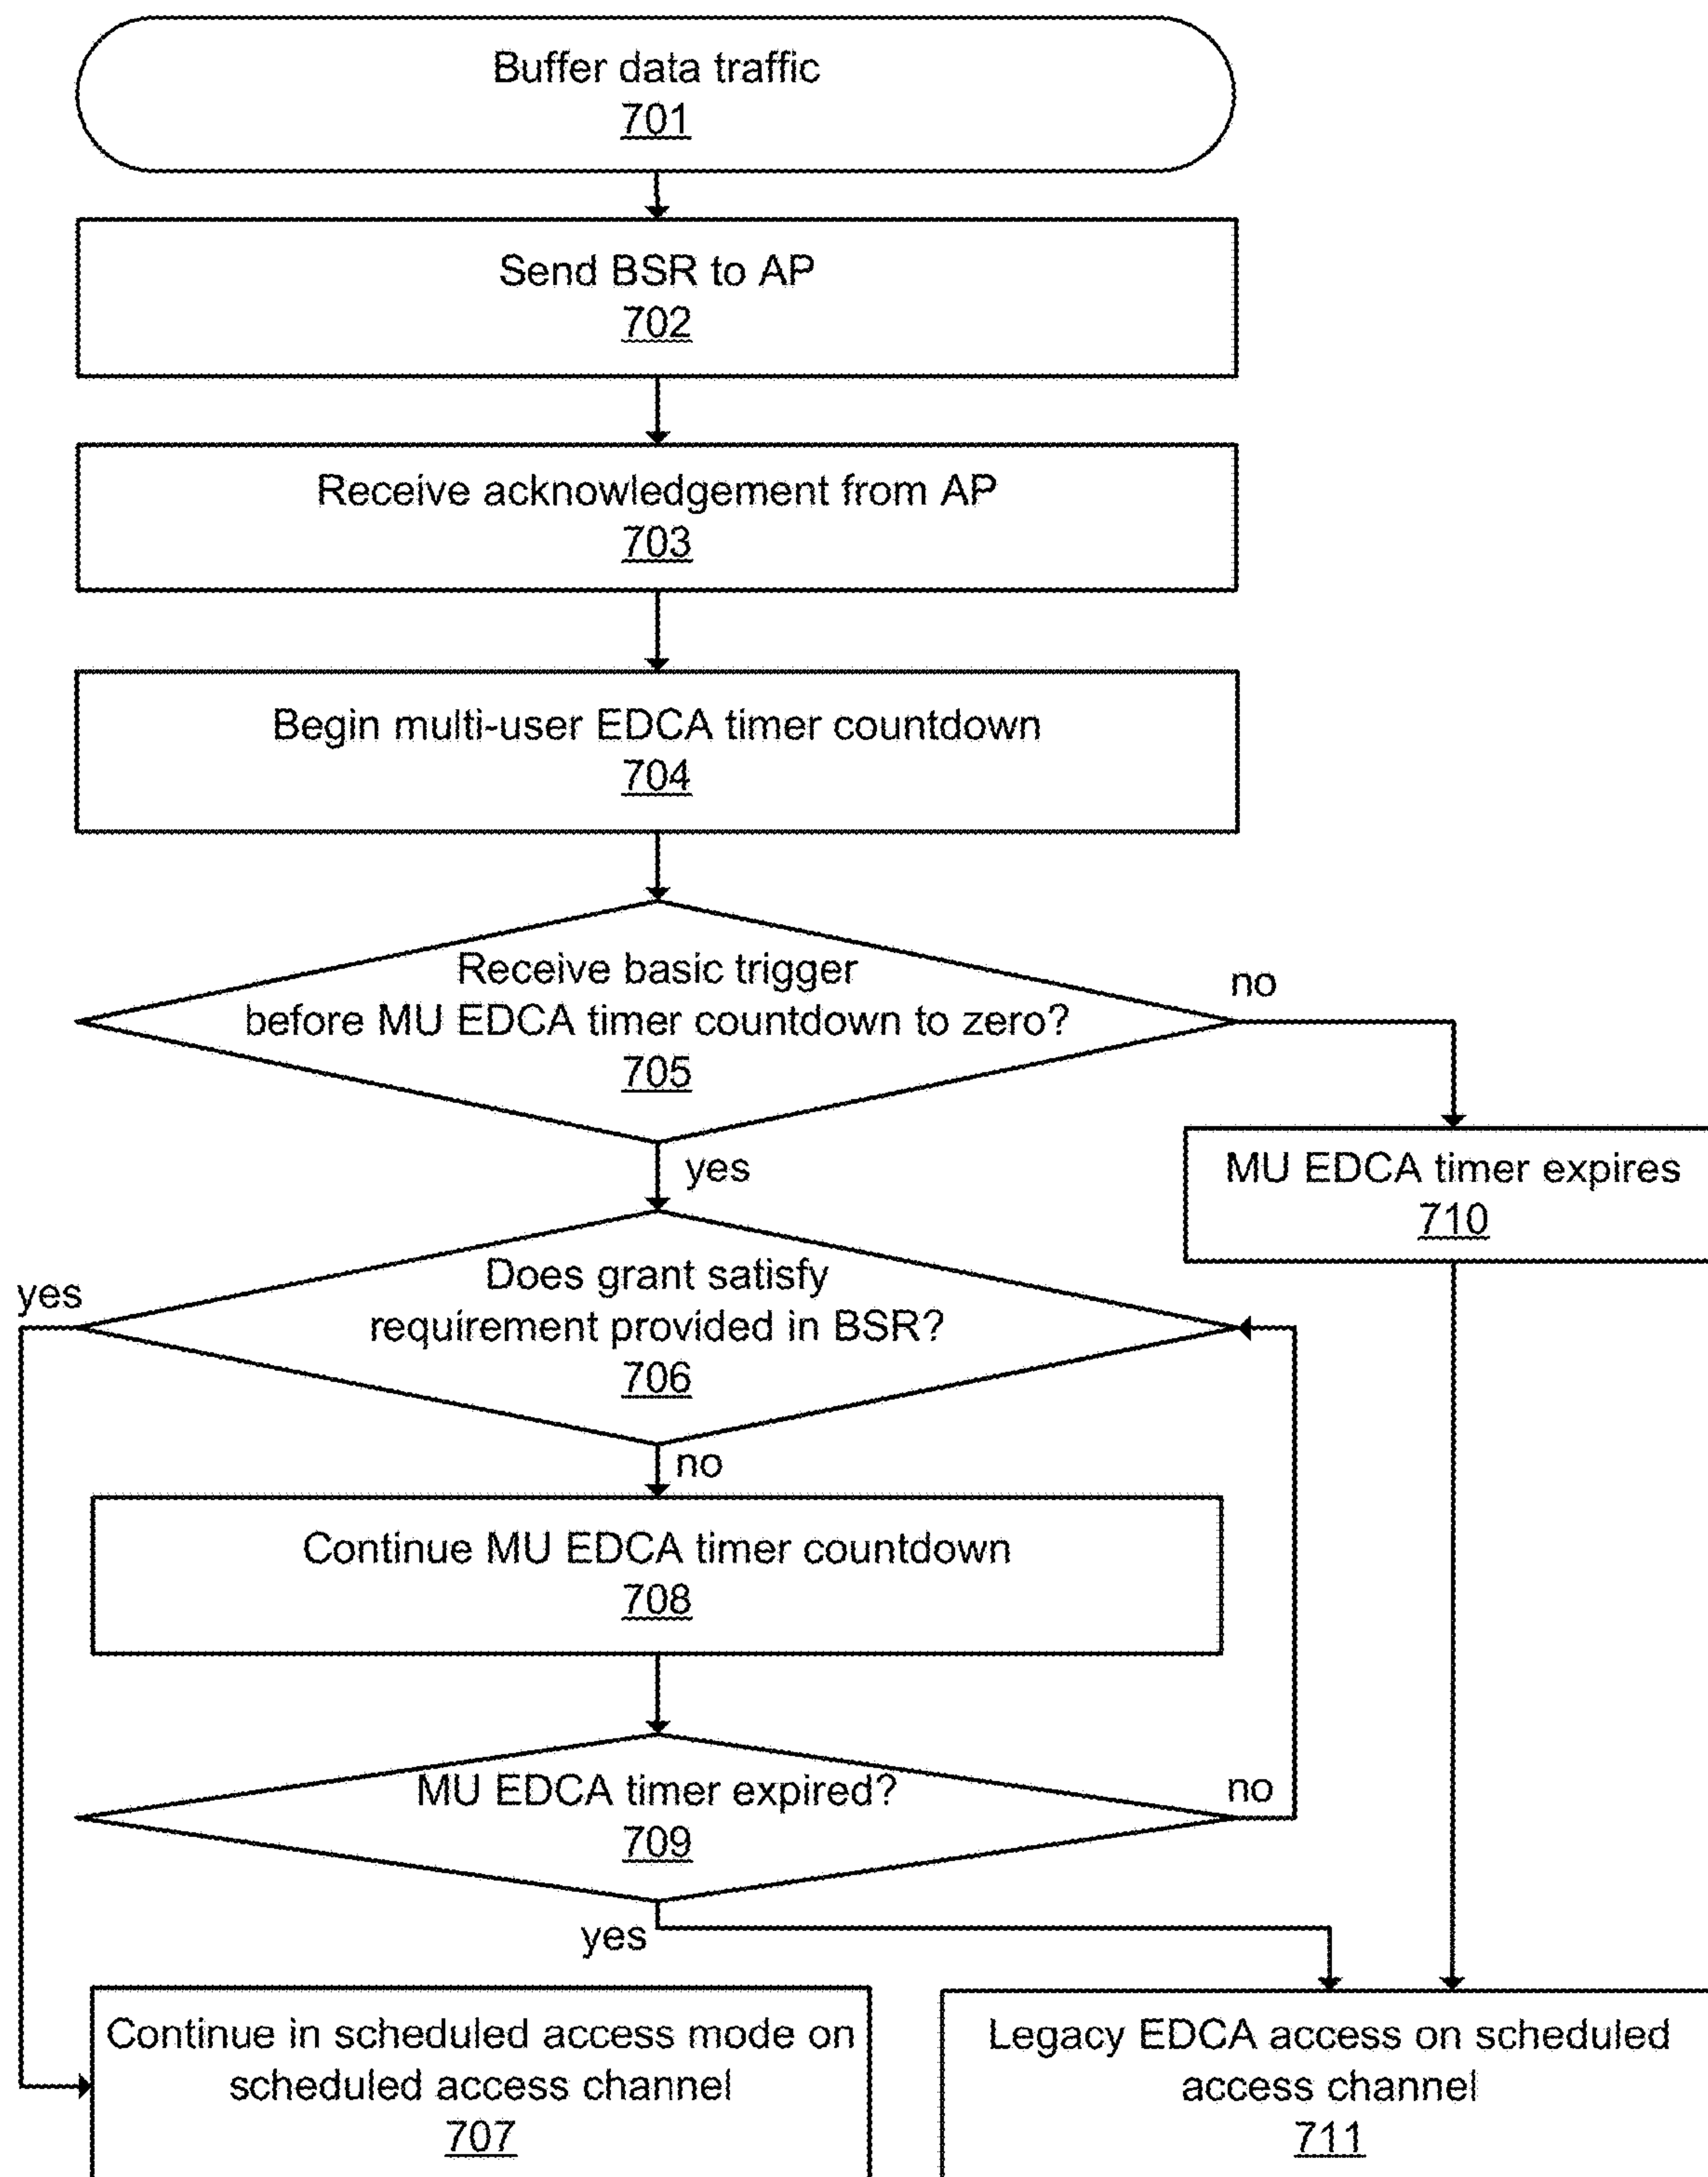 Buffer data traffic
701
Send BSR to AP
702
Receive acknowledgement from AP
703
Begin multi-user EDCA timer countdown
704
Receive basic trigger
before MU EDCA timer countdown to zero?
705
no
yes
MU EDCA timer expires
710
Does grant satisfy
requirement provided in BSR?
706
yes
no
Continue MU EDCA timer countdown
708
MU EDCA timer expired?
709
no
yes
Continue in scheduled access mode on
scheduled access channel
707
Legacy EDCA access on scheduled
access channel
711